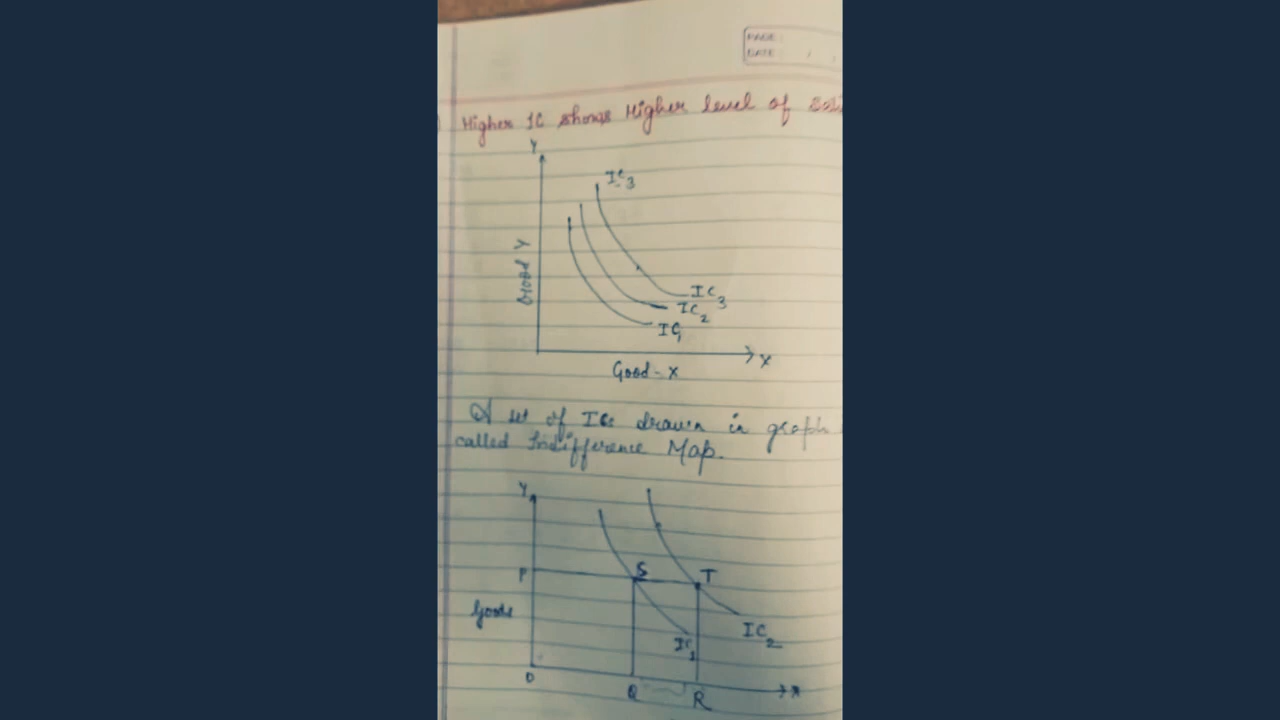 PAGE :
DATE :
Higher IC shows Higher level of
Y
IC3
Good Y
IC3
IC2
IC1
X
Good - X
A set of ICs drawn in graph
called Indifference Map.
Y
P
S
T
Goods
IC2
IC1
O
Q
R
X